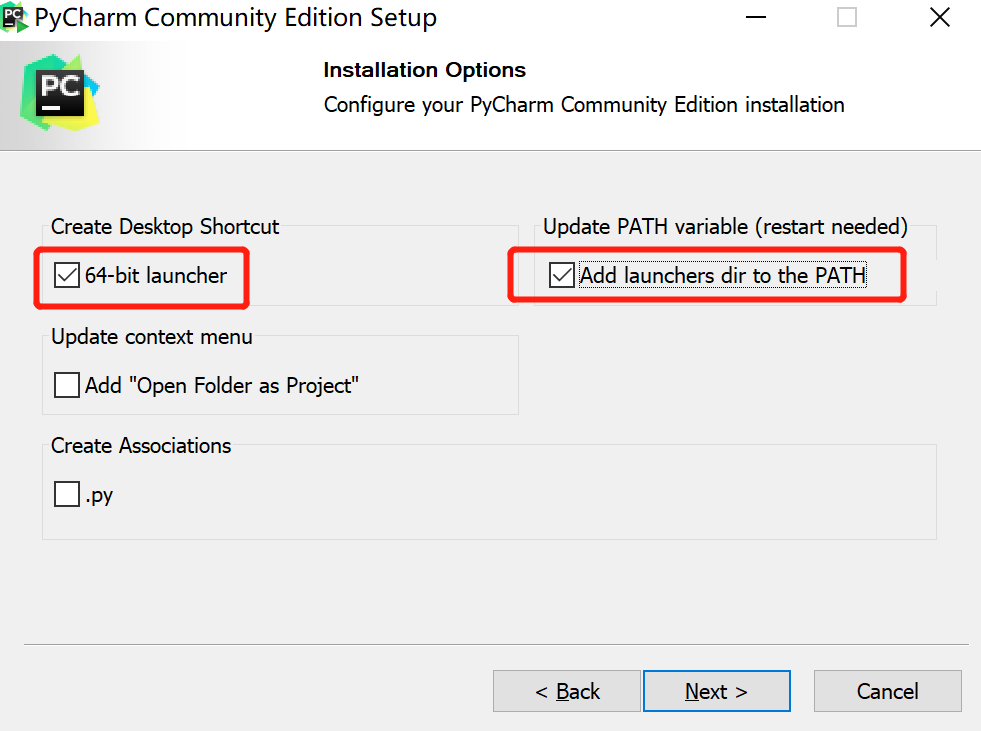 PC PyCharm Community Edition Setup
PC
Installation Options
Configure your PyCharm Community Edition installation
Create Desktop Shortcut
64-bit launcher
Update PATH variable (restart needed)
Add launchers dir to the PATH
Update context menu
Add "Open Folder as Project"
Create Associations
.py
< Back
Next >
Cancel